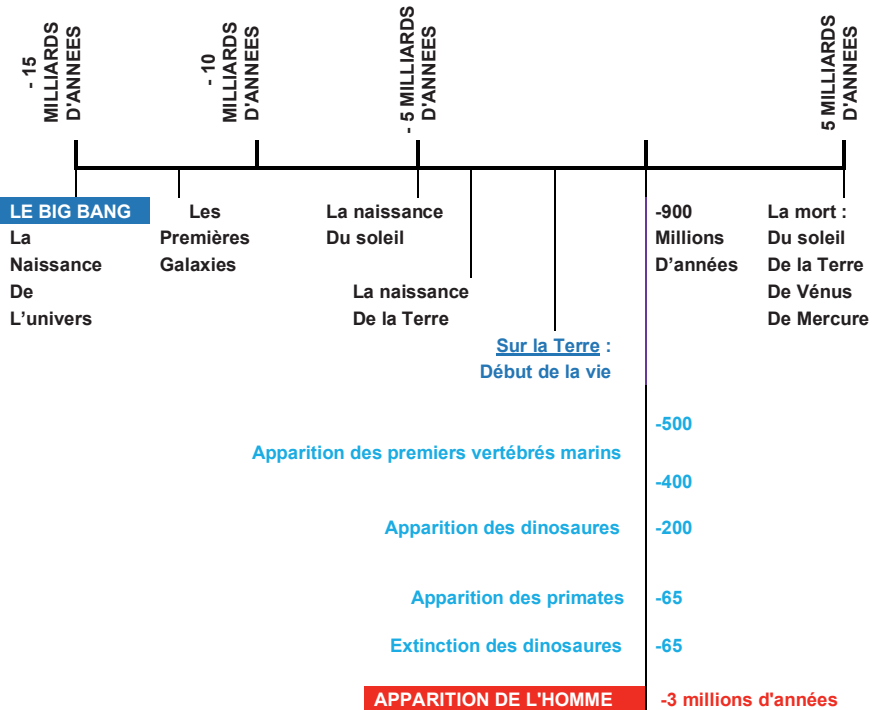 - 15
MILLIARDS
D'ANNEES
- 10
MILLIARDS
D'ANNEES
- 5 MILLIARDS
D'ANNEES
5 MILLIARDS
D'ANNEES
LE BIG BANG
La
Naissance
De
L'univers
Les
Premières
Galaxies
La naissance
Du soleil
La naissance
De la Terre
Sur la Terre :
Début de la vie
-900
Millions
D'années
La mort :
Du soleil
De la Terre
De Vénus
De Mercure
-500
Apparition des premiers vertébrés marins
-400
Apparition des dinosaures -200
Apparition des primates -65
Extinction des dinosaures -65
APPARITION DE L'HOMME -3 millions d'années